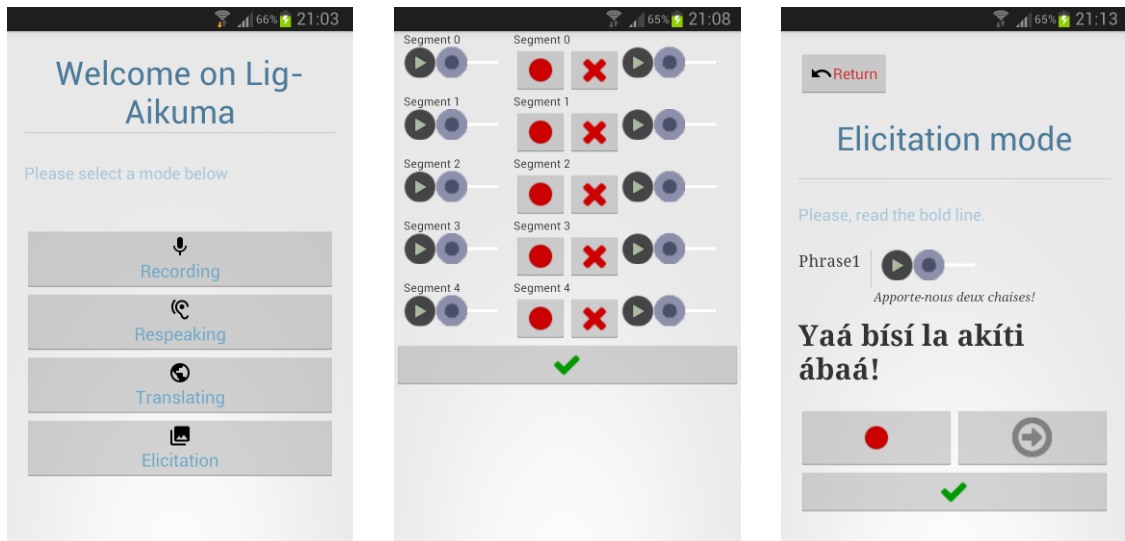 66% 21:03
Welcome on Lig-
Aikuma
Please select a mode below
Recording
Respeaking
Translating
Elicitation
65% 21:08
Segment 0 Segment 0
Segment 1 Segment 1
Segment 2 Segment 2
Segment 3 Segment 3
Segment 4 Segment 4
65% 21:13
Return
Elicitation mode
Please, read the bold line.
Phrase1
Apporte-nous deux chaises!
Yaá bísí la akíti
ábaá!